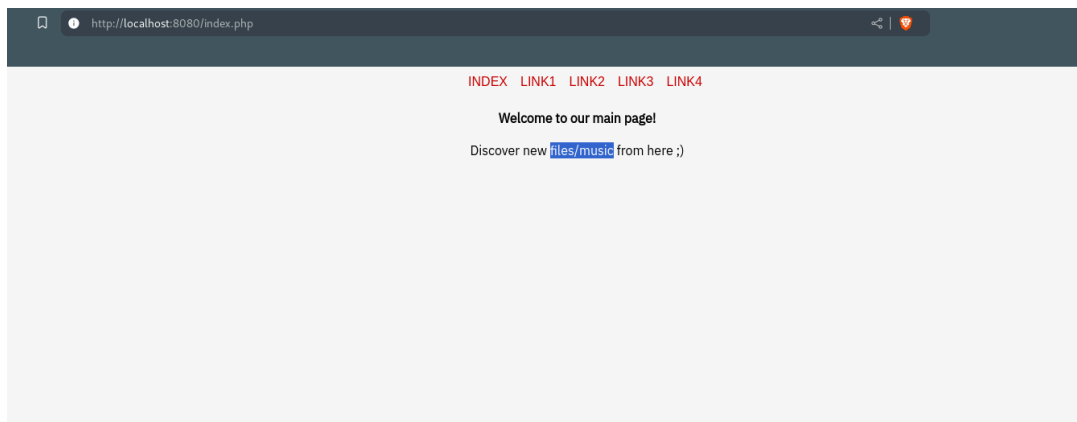 http://localhost:8080/index.php
INDEX LINK1 LINK2 LINK3 LINK4
Welcome to our main page!
Discover new files/music from here ;)